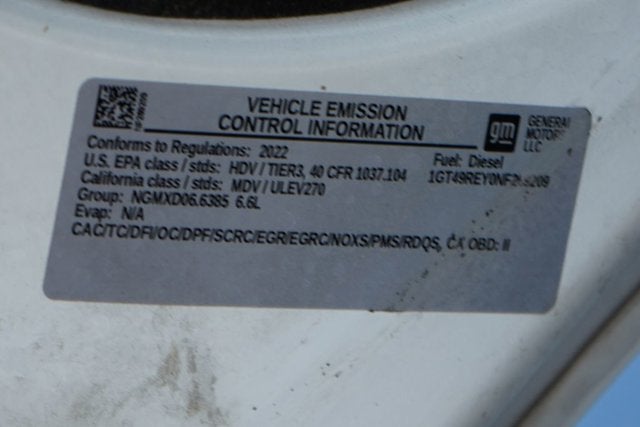 VEHICLE EMISSION
CONTROL INFORMATION
gm
GENERAL
MOTORS
LLC
Conforms to Regulations: 2022
Fuel: Diesel
U.S. EPA class / stds: HDV / TIER3, 40 CFR 1037.104
California class / stds: MDV / ULEV270
Group: NGMXD06.6385 6.6L
Evap: N/A
CAC/TC/DFI/OC/DPF/SCRC/EGR/EGRC/NOXS/PMS/RDQS, CA OBD: II